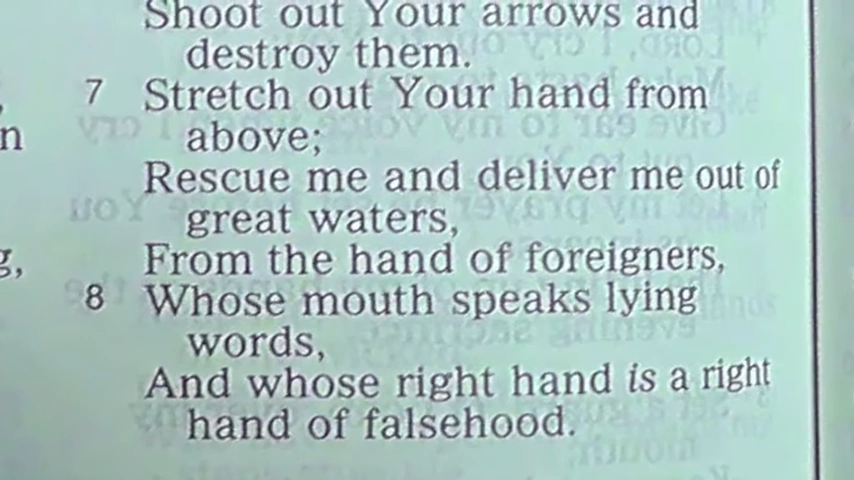 Shoot out Your arrows and
destroy them.
7 Stretch out Your hand from
above;
Rescue me and deliver me out of
great waters,
From the hand of foreigners,
8 Whose mouth speaks lying
words,
And whose right hand is a right
hand of falsehood.